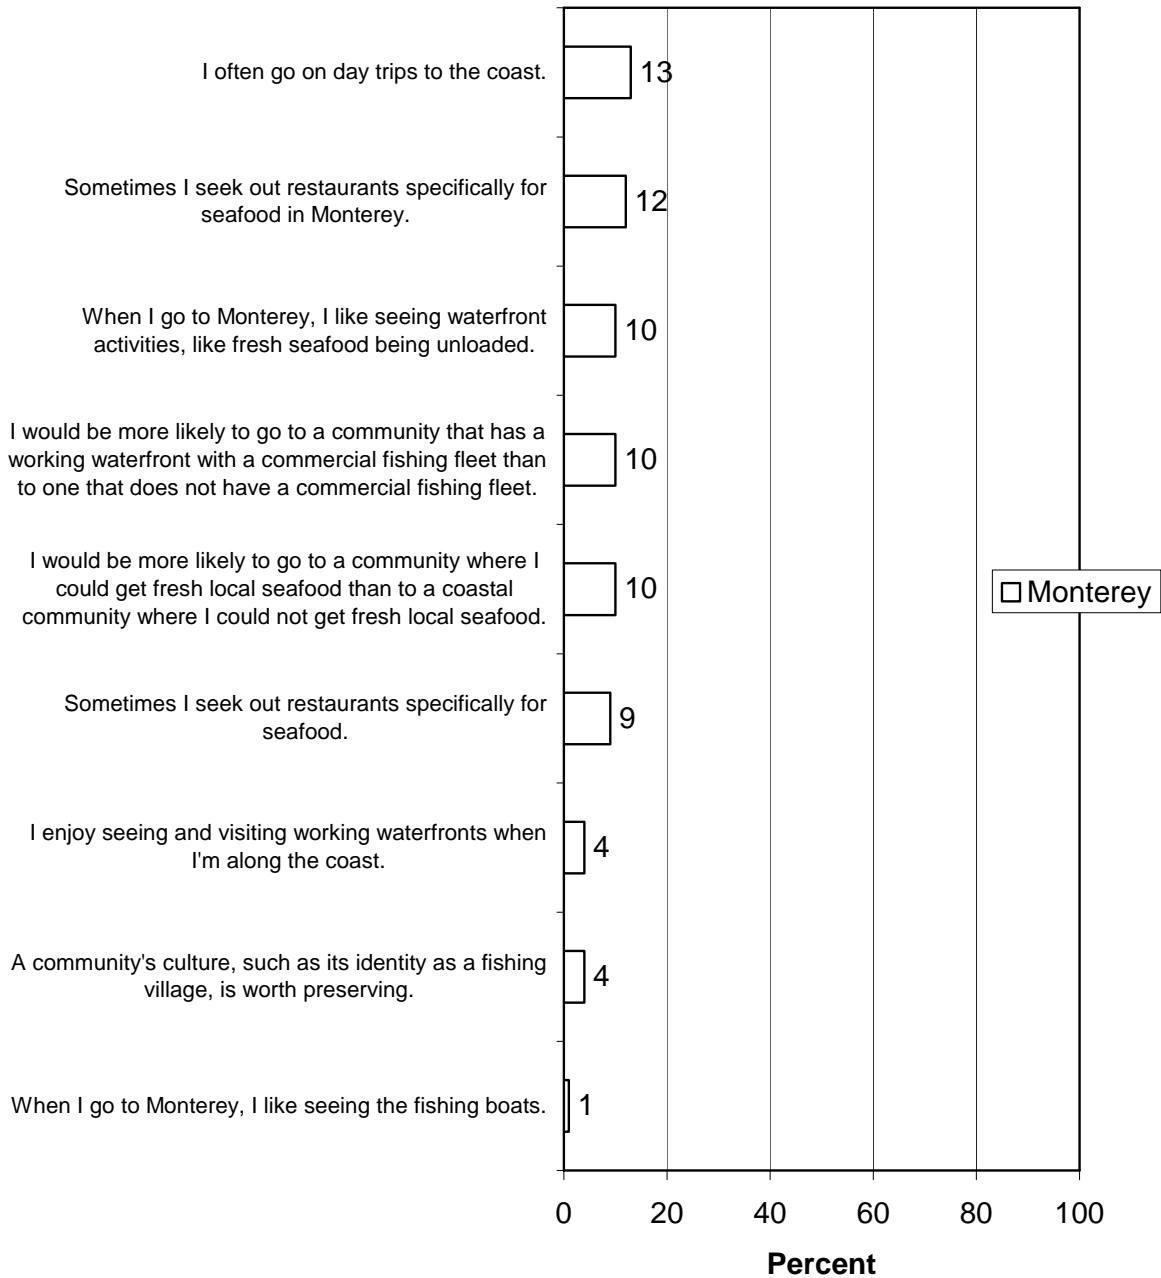 I often go on day trips to the coast.
13
Sometimes I seek out restaurants specifically for
seafood in Monterey.
12
When I go to Monterey, I like seeing waterfront
activities, like fresh seafood being unloaded.
10
I would be more likely to go to a community that has a
working waterfront with a commercial fishing fleet than
to one that does not have a commercial fishing fleet.
10
I would be more likely to go to a community where I
could get fresh local seafood than to a coastal
community where I could not get fresh local seafood.
10
Sometimes I seek out restaurants specifically for
seafood.
9
I enjoy seeing and visiting working waterfronts when
I'm along the coast.
4
A community's culture, such as its identity as a fishing
village, is worth preserving.
4
When I go to Monterey, I like seeing the fishing boats.
1
Monterey
0 20 40 60 80 100
Percent